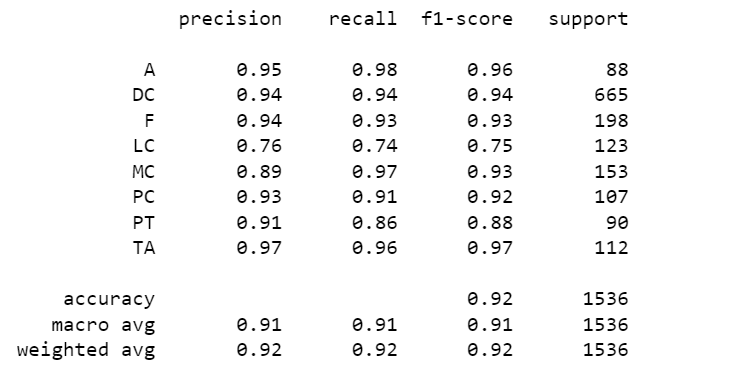 precision recall f1-score support
A 0.95 0.98 0.96 88
DC 0.94 0.94 0.94 665
F 0.94 0.93 0.93 198
LC 0.76 0.74 0.75 123
MC 0.89 0.97 0.93 153
PC 0.93 0.91 0.92 107
PT 0.91 0.86 0.88 90
TA 0.97 0.96 0.97 112
accuracy 0.92 1536
macro avg 0.91 0.91 0.91 1536
weighted avg 0.92 0.92 0.92 1536